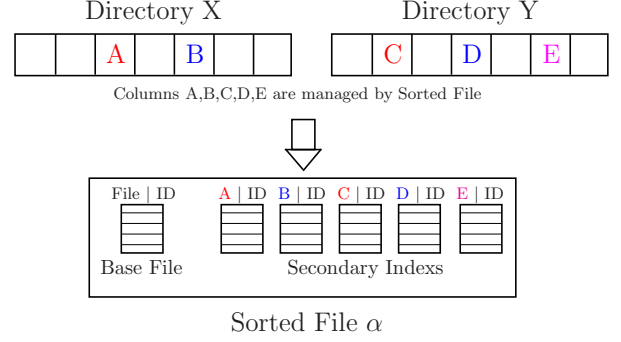 Directory X
Directory Y
A
B
C
D
E
Columns A,B,C,D,E are managed by Sorted File
File | ID
A | ID
B | ID
C | ID
D | ID
E | ID
Base File
Secondary Indexs
Sorted File α